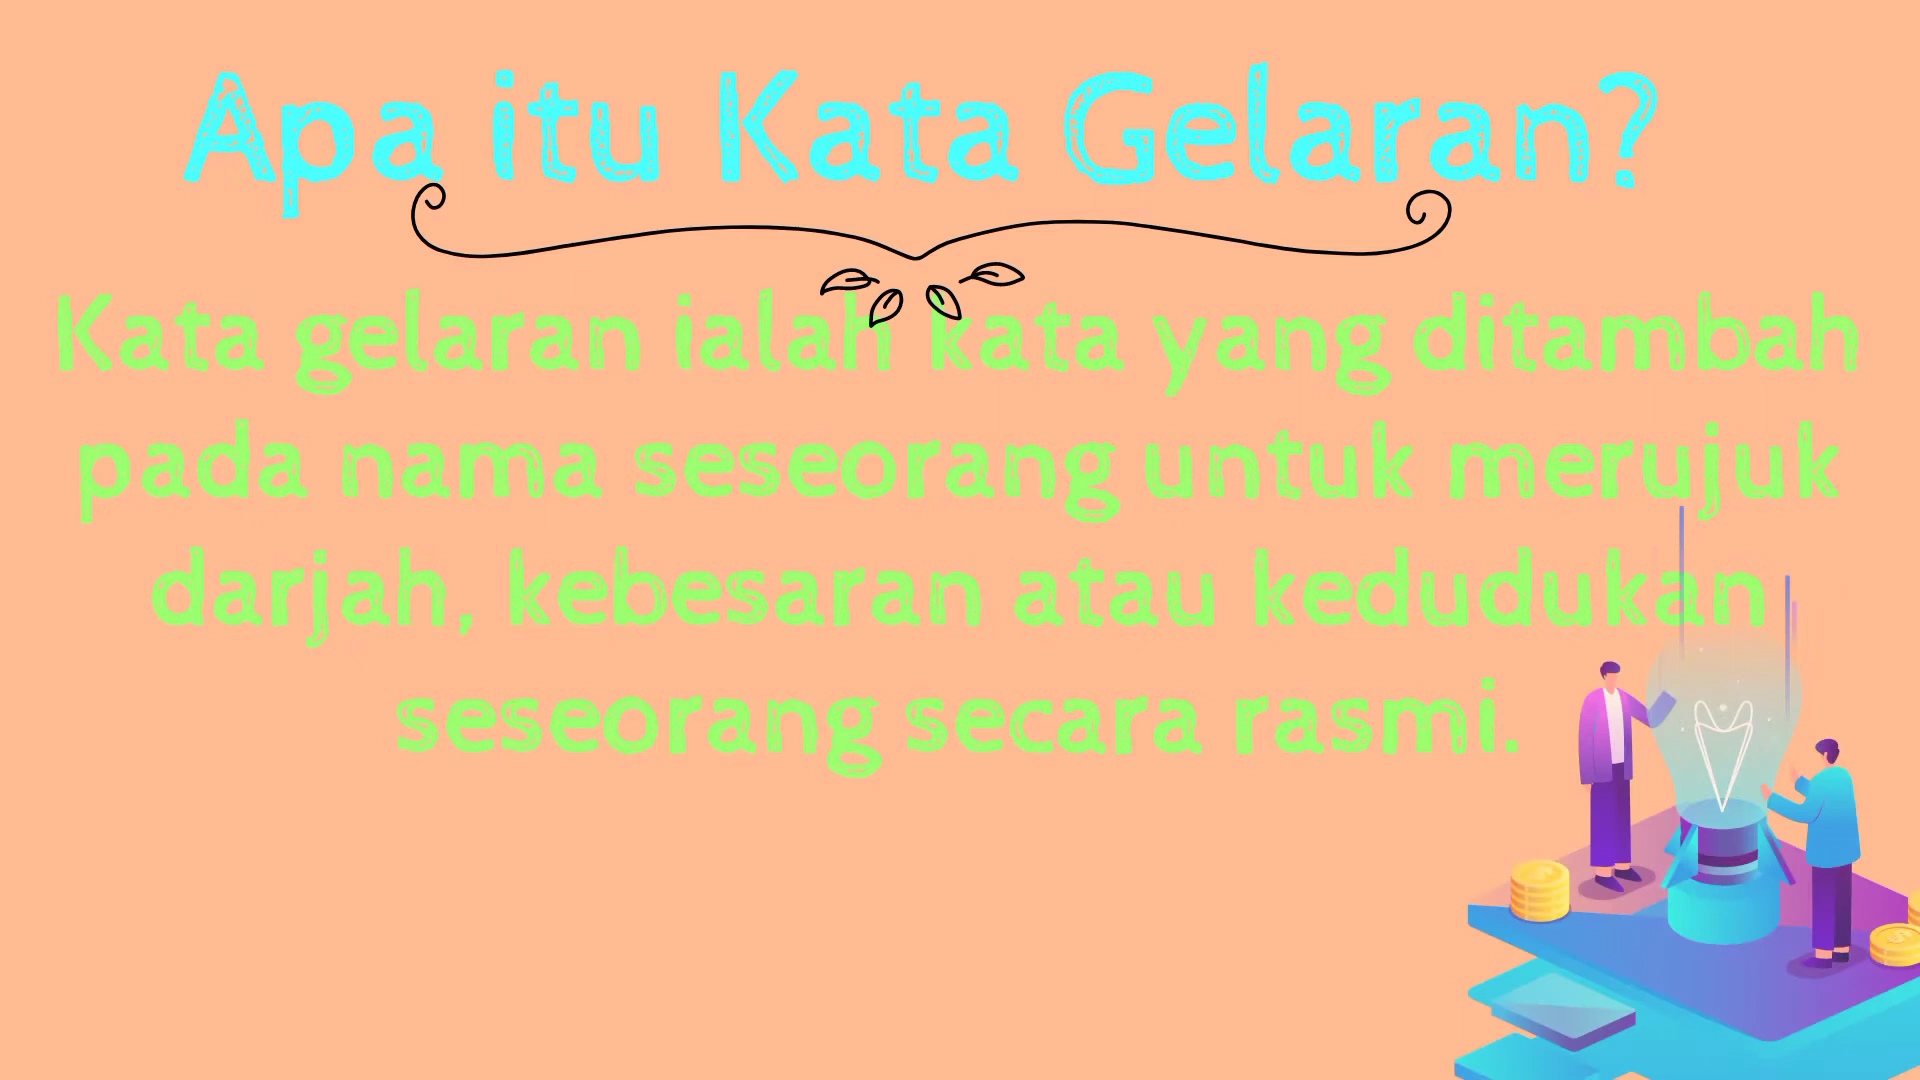 Apa itu Kata Gelaran?
Kata gelaran ialah kata yang ditambah
pada nama seseorang untuk merujuk
darjah, kebesaran atau kedudukan
seseorang secara rasmi.